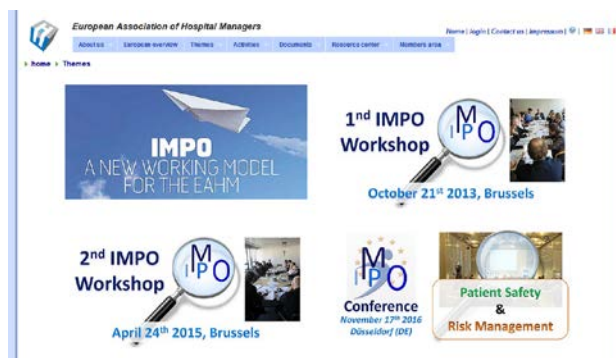 European Association of Hospital Managers
Home | login | Contact us | Impressum |
About us European overview Themes Activities Documents Resource center Members area
home Themes
IMPO
A NEW WORKING MODEL
FOR THE EAHM
1nd IMPO
Workshop
IMPO
October 21st 2013, Brussels
2nd IMPO
Workshop
IMPO
April 24th 2015, Brussels
IMPO
Conference
November 17th 2016
Düsseldorf (DE)
Patient Safety
&
Risk Management